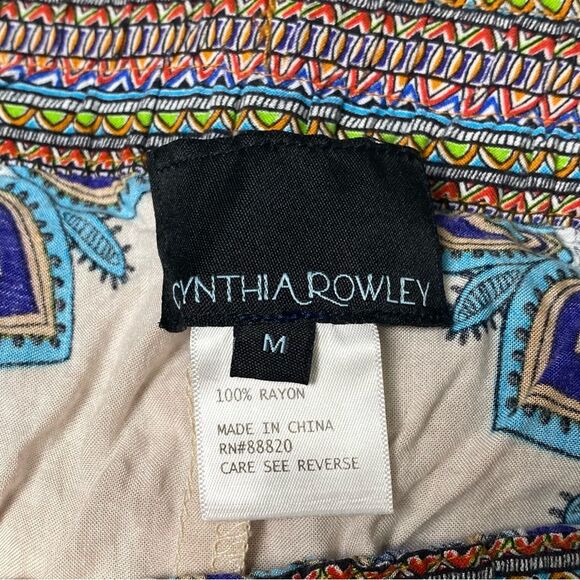 CYNTHIA ROWLEY
M
100% RAYON
MADE IN CHINA
RN#88820
CARE SEE REVERSE